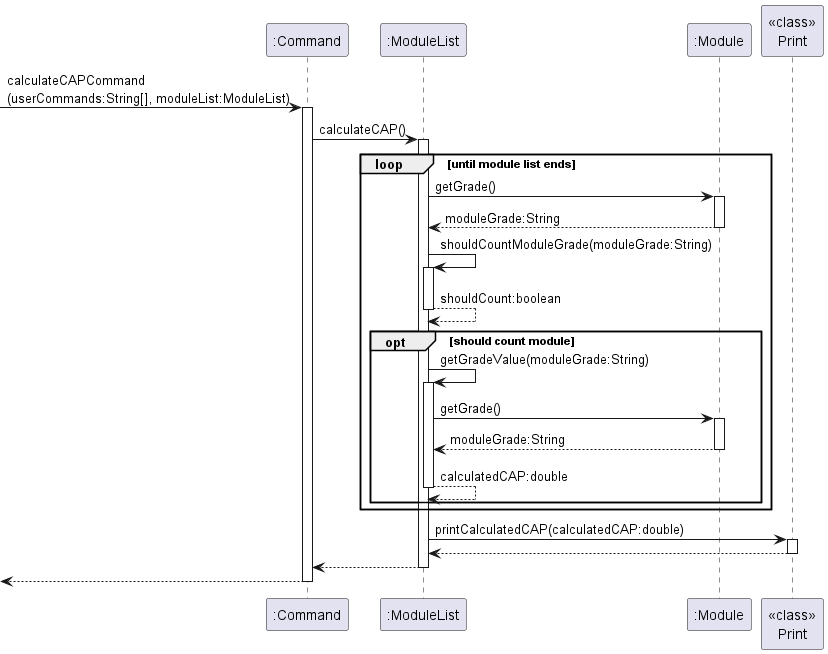 «class»
:Command :ModuleList :Module Print
calculateCAPCommand
(userCommands:String[], moduleList:ModuleList)
calculateCAP()
loop [until module list ends]
getGrade()
moduleGrade:String
shouldCountModuleGrade(moduleGrade:String)
shouldCount:boolean
opt [should count module]
getGradeValue(moduleGrade:String)
getGrade()
moduleGrade:String
calculatedCAP:double
printCalculatedCAP(calculatedCAP:double)
:Command :ModuleList :Module «class»
Print